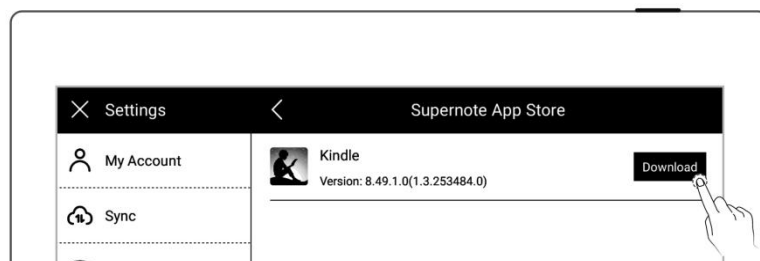 Settings
Supernote App Store
My Account
Kindle
Version: 8.49.1.0(1.3.253484.0)
Download
Sync